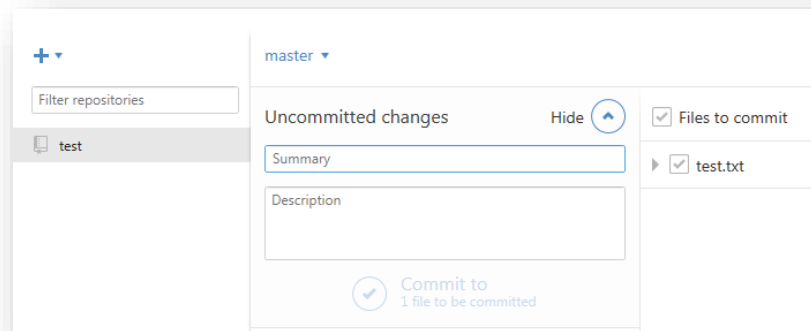 master
Filter repositories
test
Uncommitted changes
Hide
Summary
Description
Commit to
1 file to be committed
Files to commit
test.txt